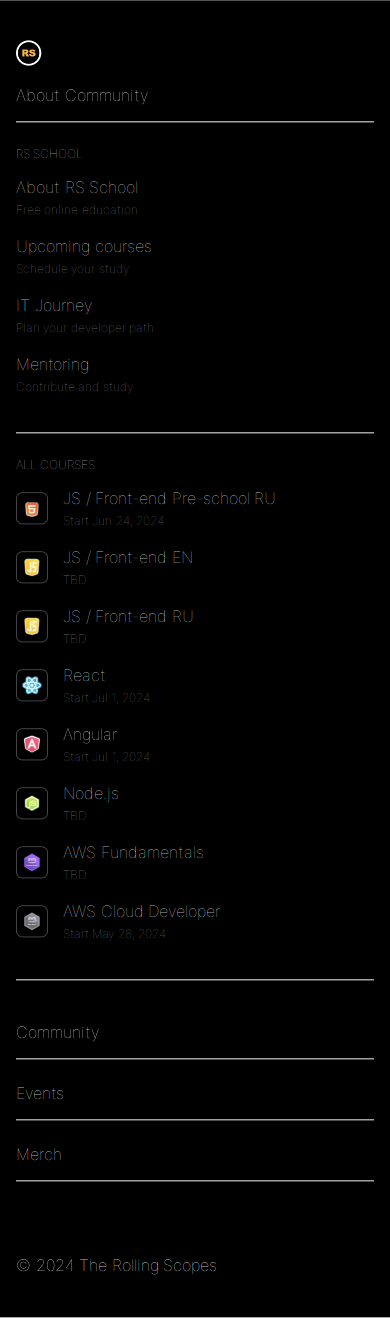 RS
About Community
RS SCHOOL
About RS School
Free online education
Upcoming courses
Schedule your study
IT Journey
Plan your developer path
Mentoring
Contribute and study
ALL COURSES
JS / Front-end Pre-school RU
Start Jun 24, 2024
JS / Front-end EN
TBD
JS / Front-end RU
TBD
React
Start Jul 1, 2024
Angular
Start Jul 1, 2024
Node.js
TBD
AWS Fundamentals
TBD
AWS Cloud Developer
Start May 28, 2024
Community
Events
Merch
© 2024 The Rolling Scopes